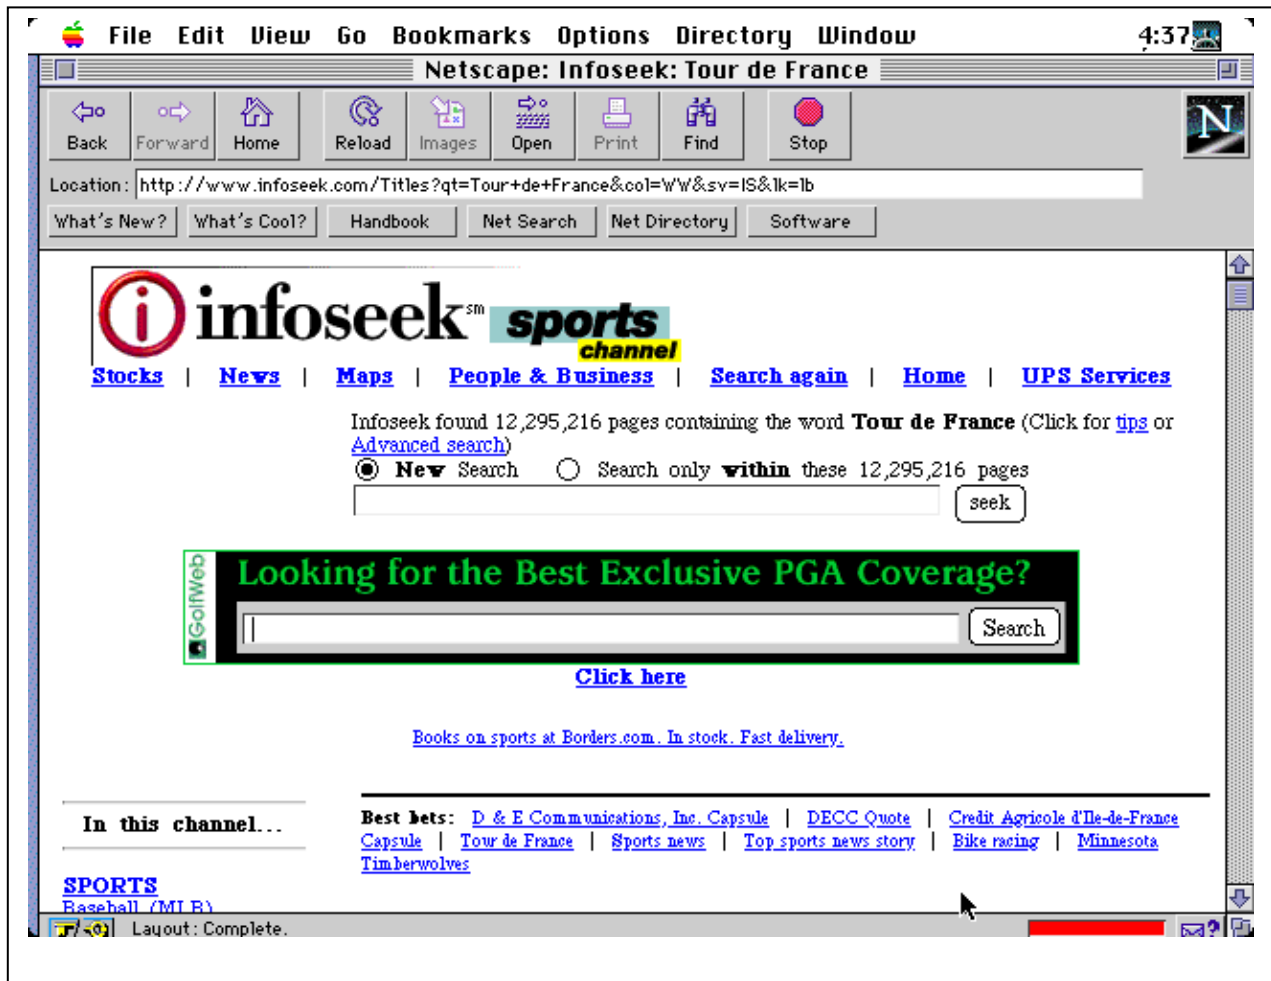 File Edit View Go Bookmarks Options Directory Window 4:37
Netscape: Infoseek: Tour de France
Back Forward Home Reload Images Open Print Find Stop
N
Location: http://www.infoseek.com/Titles?qt=Tour+de+France&col=WW&sv=IS&lk=lb
What's New? What's Cool? Handbook Net Search Net Directory Software
i infoseek sm sports
channel
Stocks | News | Maps | People & Business | Search again | Home | UPS Services
Infoseek found 12,295,216 pages containing the word Tour de France (Click for tips or
Advanced search)
New Search Search only within these 12,295,216 pages
seek
GolfWeb
Looking for the Best Exclusive PGA Coverage?
Search
Click here
Books on sports at Borders.com. In stock. Fast delivery.
In this channel...
Best bets: D & E Communications, Inc. Capsule | DECC Quote | Credit Agricole d'Ile-de-France
Capsule | Tour de France | Sports news | Top sports news story | Bike racing | Minnesota
Timberwolves
SPORTS
Baseball (MLB)
Layout: Complete.
?